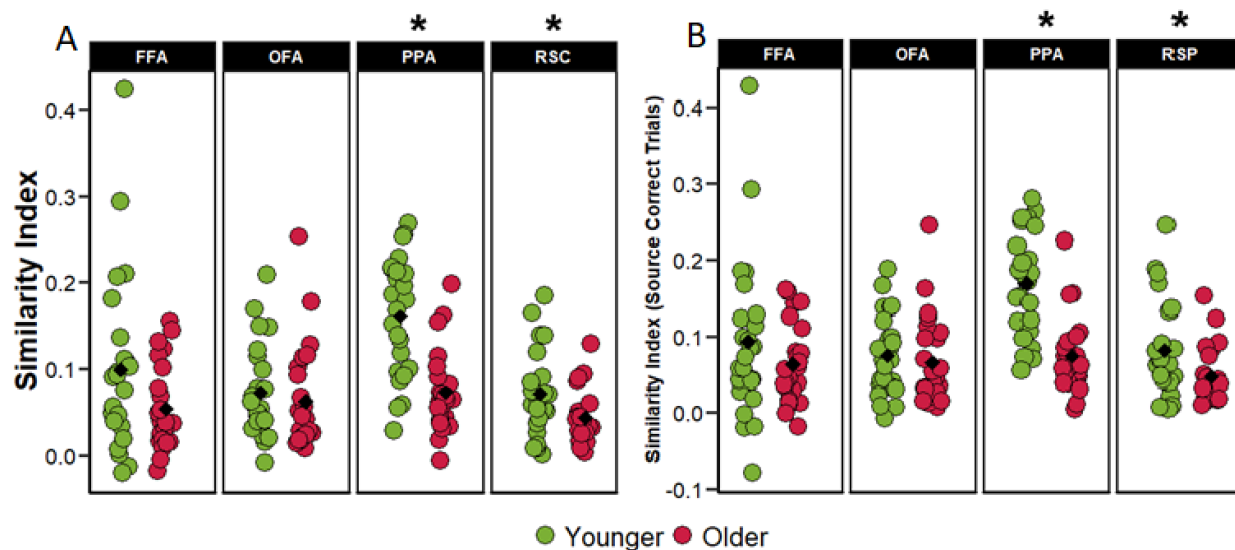 A
* *
FFA OFA PPA RSC
Similarity Index
0.4
0.3
0.2
0.1
0.0
B
* *
FFA OFA PPA RSP
Similarity Index (Source Correct Trials)
0.4
0.3
0.2
0.1
0.0
-0.1
Younger Older